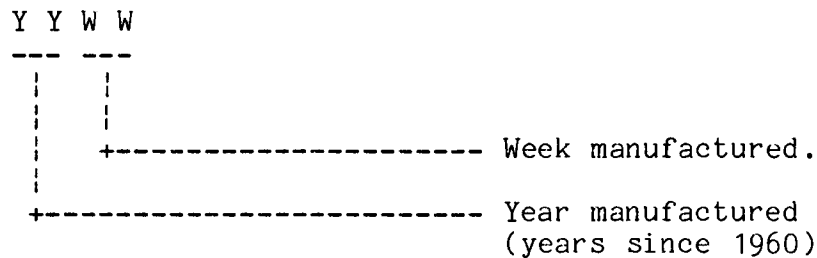 Y Y W W
Week manufactured.
Year manufactured
(years since 1960)